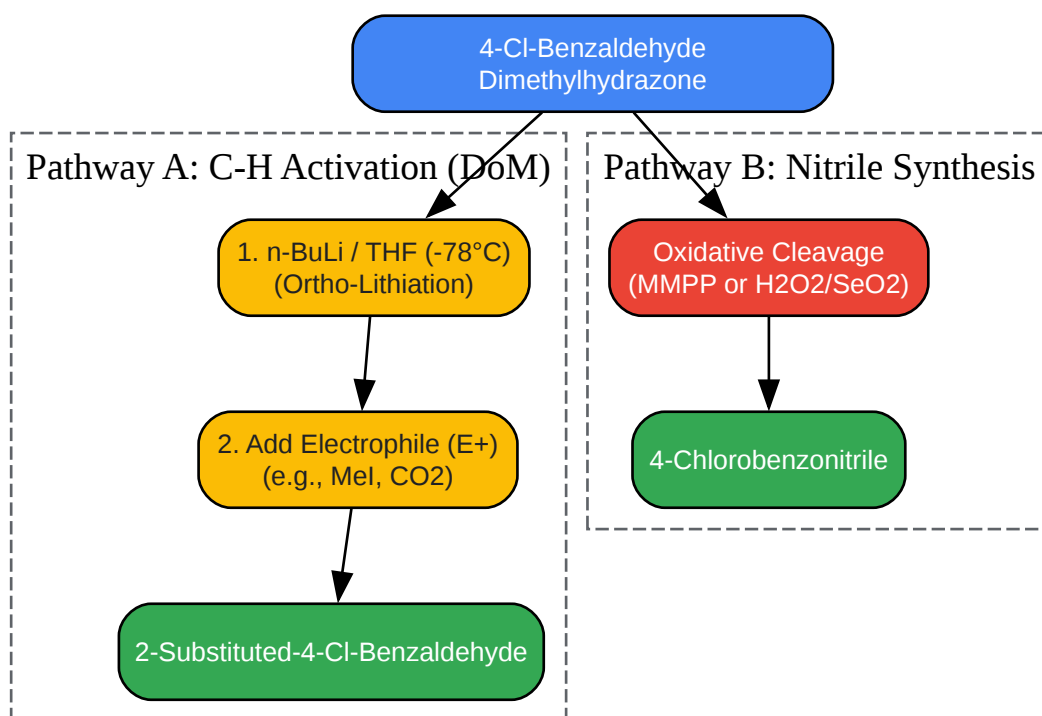 4-Cl-Benzaldehyde
Dimethylhydrazone
Pathway A: C-H Activation (DoM)
1. n-BuLi / THF (-78°C)
(Ortho-Lithiation)
2. Add Electrophile (E+)
(e.g., MeI, CO2)
2-Substituted-4-Cl-Benzaldehyde
Pathway B: Nitrile Synthesis
Oxidative Cleavage
(MMPP or H2O2/SeO2)
4-Chlorobenzonitrile